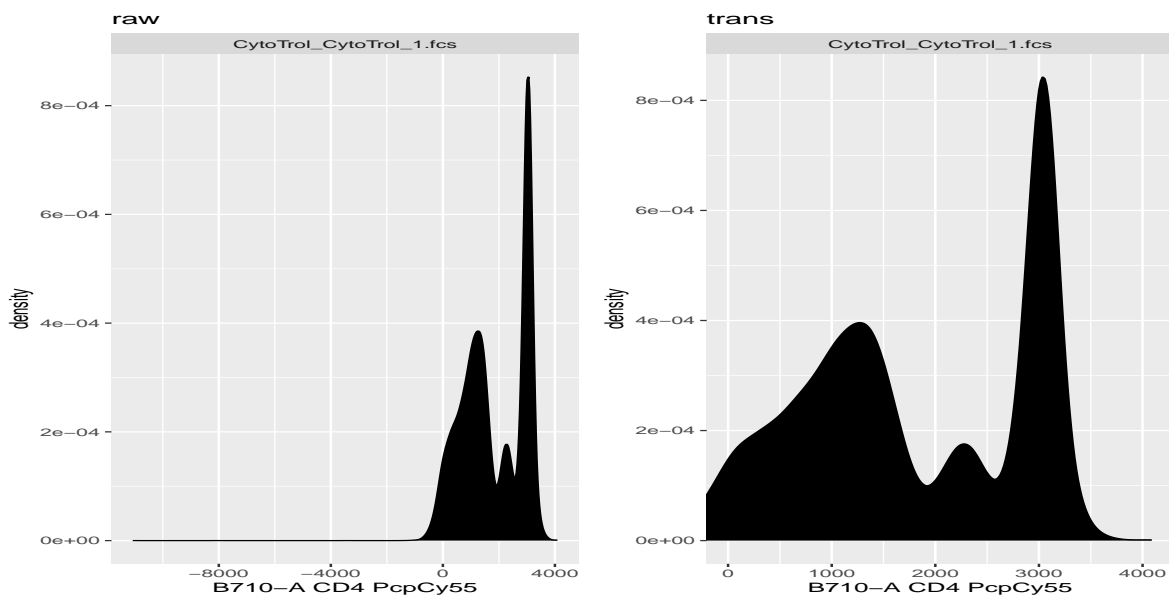 raw
CytoTrol_CytoTrol_1.fcs
8e−04
6e−04
4e−04
2e−04
0e+00
density
−8000
−4000
0
4000
B710−A CD4 PcpCy55
trans
CytoTrol_CytoTrol_1.fcs
8e−04
6e−04
4e−04
2e−04
0e+00
density
0
1000
2000
3000
4000
B710−A CD4 PcpCy55